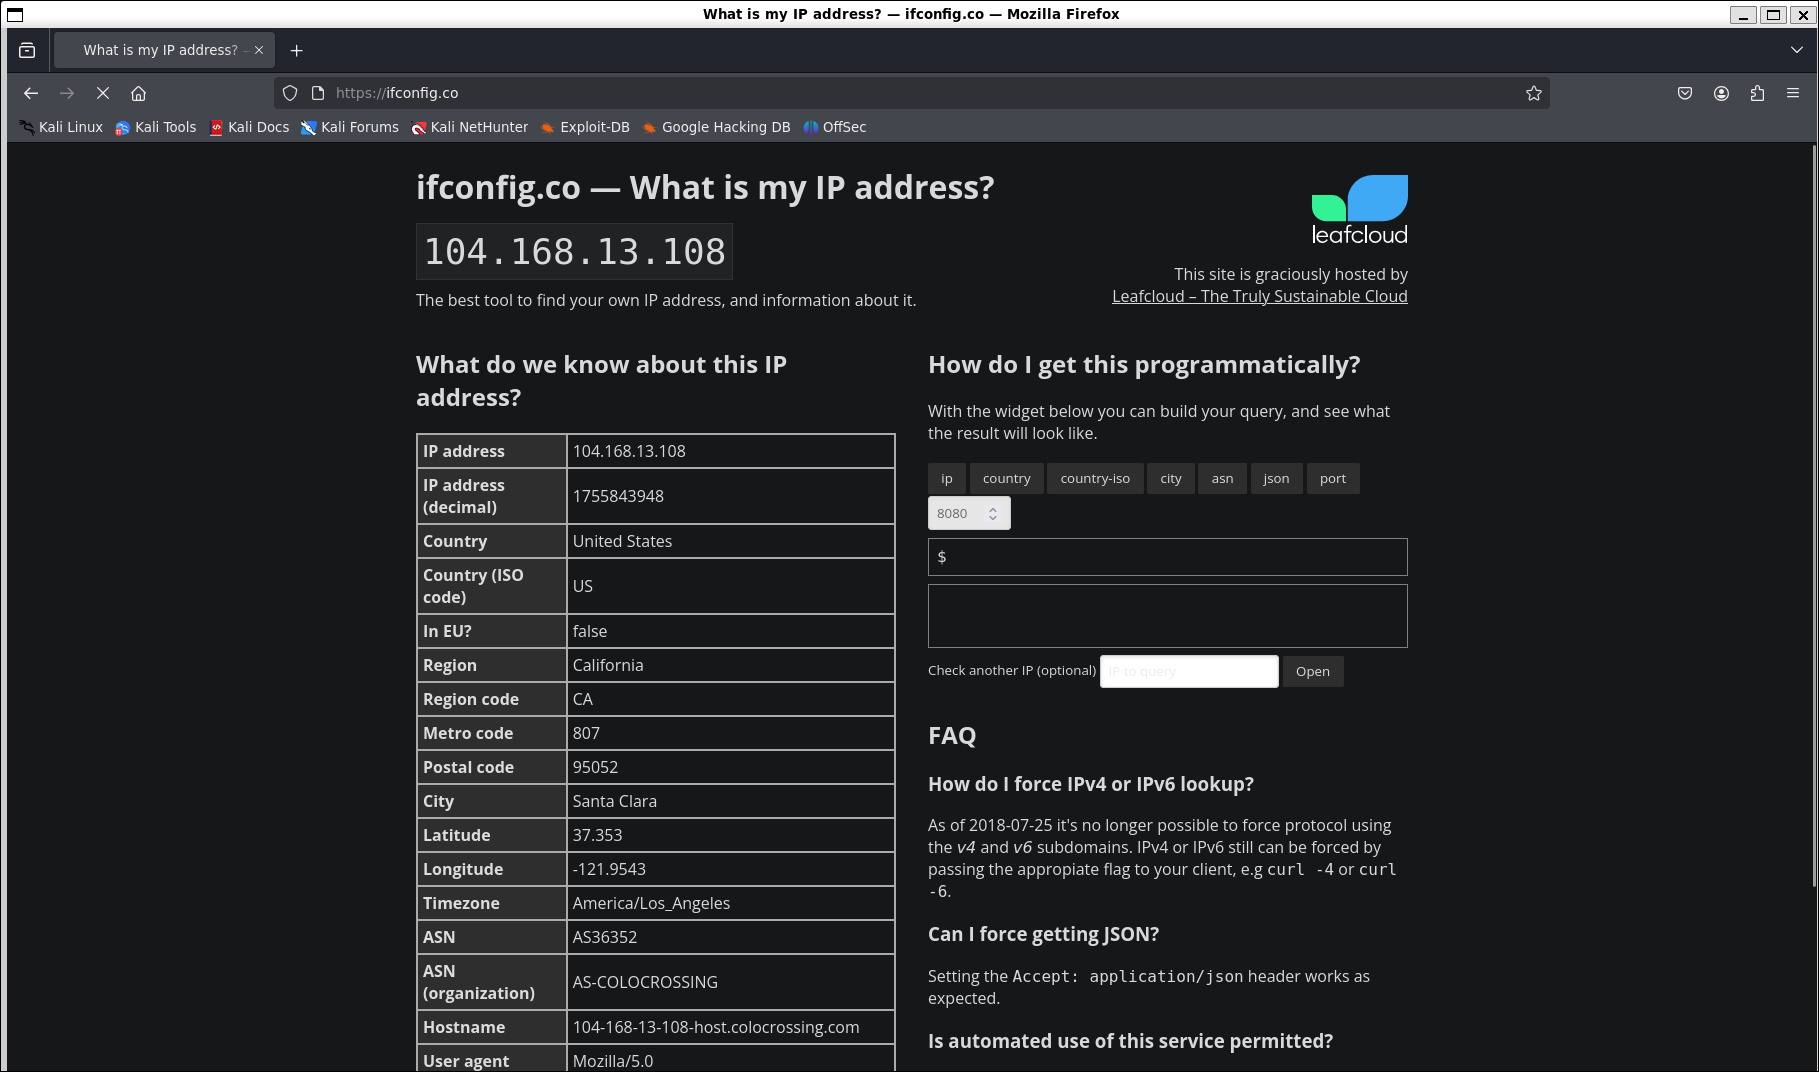 What is my IP address? — ifconfig.co — Mozilla Firefox
What is my IP address? –
https://ifconfig.co
Kali Linux Kali Tools Kali Docs Kali Forums Kali NetHunter Exploit-DB Google Hacking DB OffSec
ifconfig.co — What is my IP address?
104.168.13.108
The best tool to find your own IP address, and information about it.
leafcloud
This site is graciously hosted by
Leafcloud – The Truly Sustainable Cloud
What do we know about this IP
address?
IP address 104.168.13.108
IP address
(decimal) 1755843948
Country United States
Country (ISO
code) US
In EU? false
Region California
Region code CA
Metro code 807
Postal code 95052
City Santa Clara
Latitude 37.353
Longitude -121.9543
Timezone America/Los_Angeles
ASN AS36352
ASN
(organization) AS-COLOCROSSING
Hostname 104-168-13-108-host.colocrossing.com
User agent Mozilla/5.0
How do I get this programmatically?
With the widget below you can build your query, and see what
the result will look like.
ip country country-iso city asn json port
8080
$
Check another IP (optional) IP to query Open
FAQ
How do I force IPv4 or IPv6 lookup?
As of 2018-07-25 it's no longer possible to force protocol using
the v4 and v6 subdomains. IPv4 or IPv6 still can be forced by
passing the appropiate flag to your client, e.g curl -4 or curl
-6.
Can I force getting JSON?
Setting the Accept: application/json header works as
expected.
Is automated use of this service permitted?